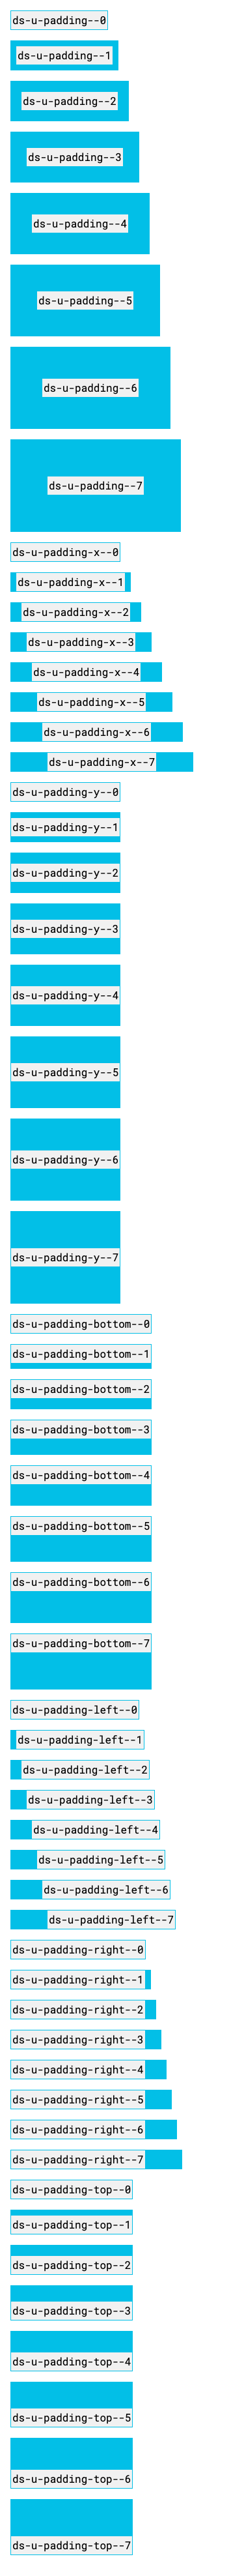 ds-u-padding--0
ds-u-padding--1
ds-u-padding--2
ds-u-padding--3
ds-u-padding--4
ds-u-padding--5
ds-u-padding--6
ds-u-padding--7
ds-u-padding-x--0
ds-u-padding-x--1
ds-u-padding-x--2
ds-u-padding-x--3
ds-u-padding-x--4
ds-u-padding-x--5
ds-u-padding-x--6
ds-u-padding-x--7
ds-u-padding-y--0
ds-u-padding-y--1
ds-u-padding-y--2
ds-u-padding-y--3
ds-u-padding-y--4
ds-u-padding-y--5
ds-u-padding-y--6
ds-u-padding-y--7
ds-u-padding-bottom--0
ds-u-padding-bottom--1
ds-u-padding-bottom--2
ds-u-padding-bottom--3
ds-u-padding-bottom--4
ds-u-padding-bottom--5
ds-u-padding-bottom--6
ds-u-padding-bottom--7
ds-u-padding-left--0
ds-u-padding-left--1
ds-u-padding-left--2
ds-u-padding-left--3
ds-u-padding-left--4
ds-u-padding-left--5
ds-u-padding-left--6
ds-u-padding-left--7
ds-u-padding-right--0
ds-u-padding-right--1
ds-u-padding-right--2
ds-u-padding-right--3
ds-u-padding-right--4
ds-u-padding-right--5
ds-u-padding-right--6
ds-u-padding-right--7
ds-u-padding-top--0
ds-u-padding-top--1
ds-u-padding-top--2
ds-u-padding-top--3
ds-u-padding-top--4
ds-u-padding-top--5
ds-u-padding-top--6
ds-u-padding-top--7